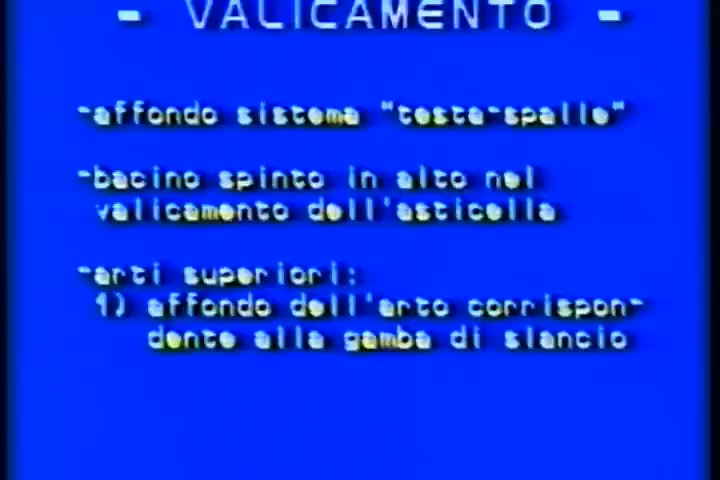 - VALICAMENTO -
-affondo sistema "testa-spalle"
-bacino spinto in alto nel
valicamento dell'asticella
-arti superiori:
1) affondo dell'arto corrispon-
dente alla gamba di slancio